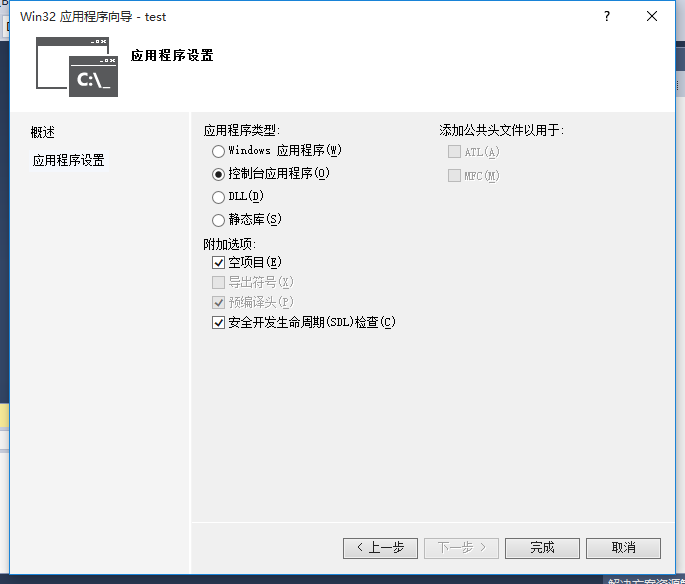 Win32 应用程序向导 - test
?
C:\_
应用程序设置
概述
应用程序设置
应用程序类型:
Windows 应用程序(W)
控制台应用程序(O)
DLL(D)
静态库(S)
附加选项:
空项目(E)
导出符号(X)
预编译头(P)
安全开发生命周期(SDL)检查(C)
添加公共头文件以用于:
ATL(A)
MFC(M)
< 上一步
下一步 >
完成
取消